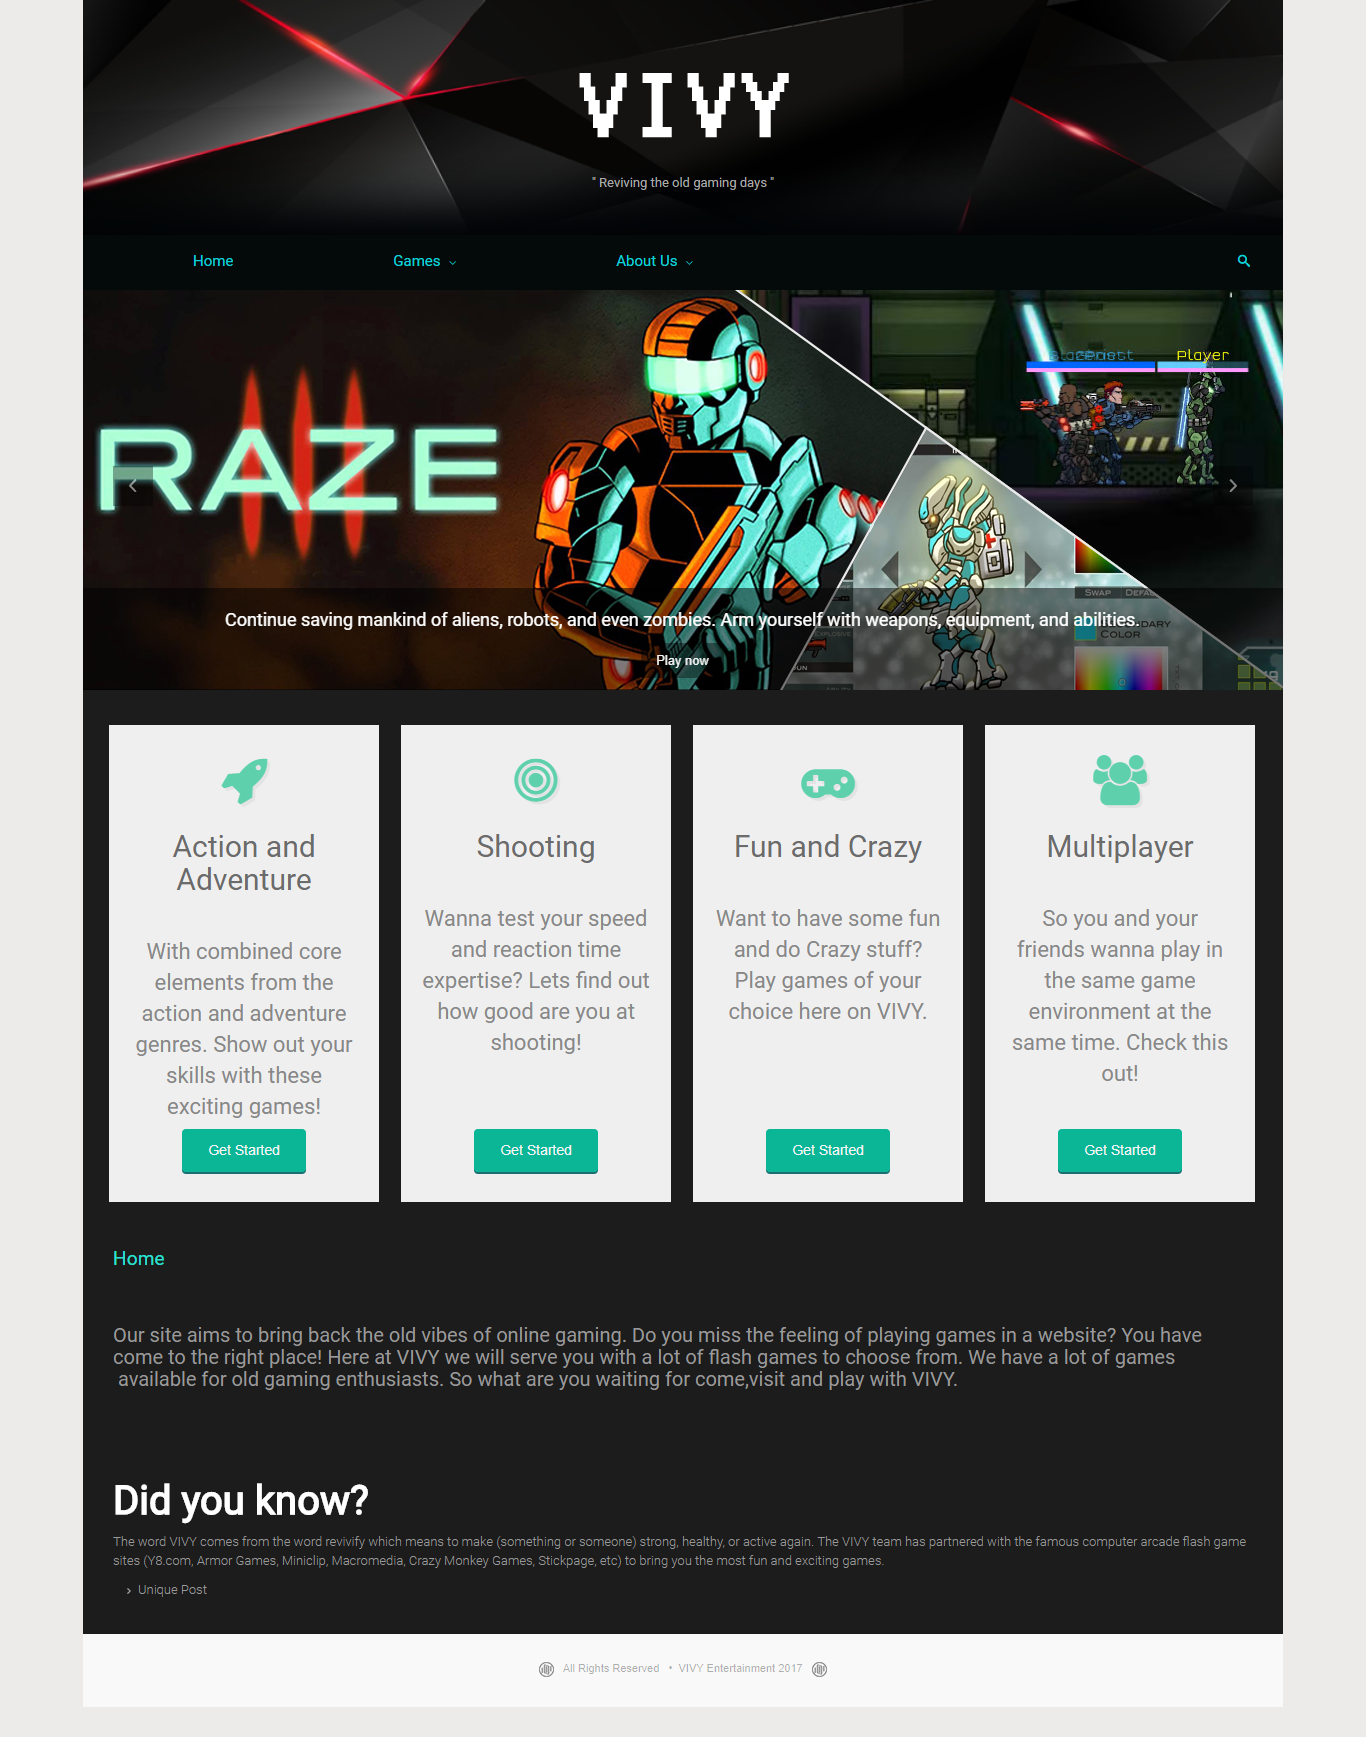 VIVY
" Reviving the old gaming days "
Home
Games
About Us
RAZE
Player
Continue saving mankind of aliens, robots, and even zombies. Arm yourself with weapons, equipment, and abilities.
Play now
SWAP
COLOR
Action and
Adventure
With combined core
elements from the
action and adventure
genres. Show out your
skills with these
exciting games!
Get Started
Shooting
Wanna test your speed
and reaction time
expertise? Lets find out
how good are you at
shooting!
Get Started
Fun and Crazy
Want to have some fun
and do Crazy stuff?
Play games of your
choice here on VIVY.
Get Started
Multiplayer
So you and your
friends wanna play in
the same game
environment at the
same time. Check this
out!
Get Started
Home
Our site aims to bring back the old vibes of online gaming. Do you miss the feeling of playing games in a website? You have
come to the right place! Here at VIVY we will serve you with a lot of flash games to choose from. We have a lot of games
available for old gaming enthusiasts. So what are you waiting for come,visit and play with VIVY.
Did you know?
The word VIVY comes from the word revivify which means to make (something or someone) strong, healthy, or active again. The VIVY team has partnered with the famous computer arcade flash game
sites (Y8.com, Armor Games, Miniclip, Macromedia, Crazy Monkey Games, Stickpage, etc) to bring you the most fun and exciting games.
Unique Post
All Rights Reserved • VIVY Entertainment 2017